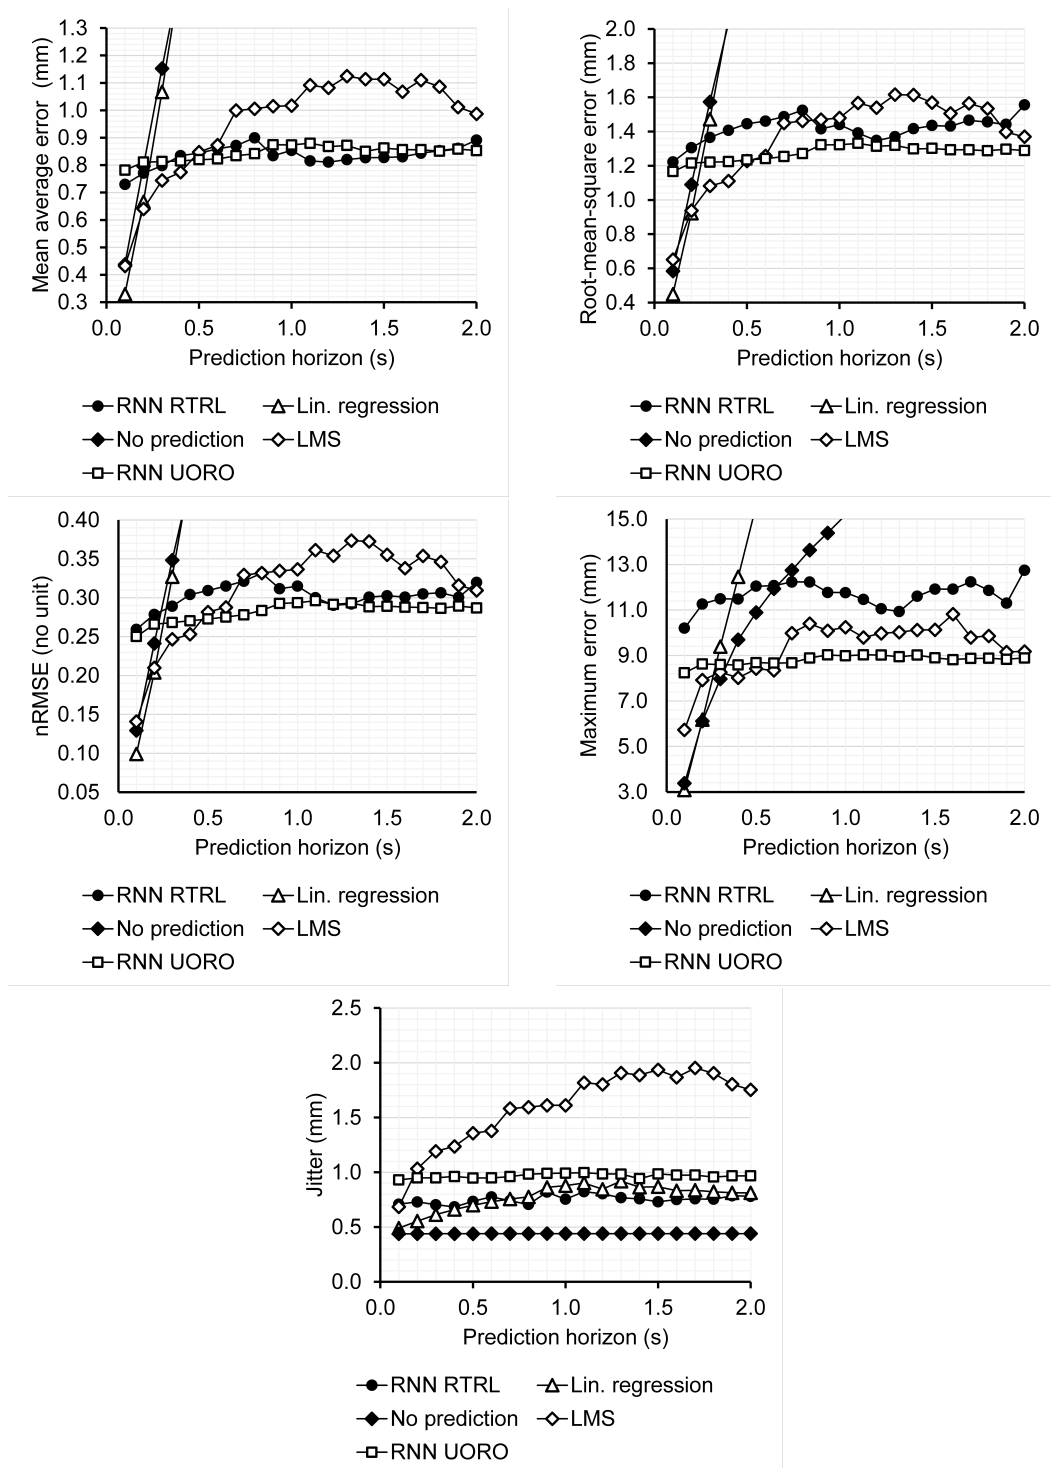 Mean average error (mm)
1.3
1.2
1.1
1.0
0.9
0.8
0.7
0.6
0.5
0.4
0.3
0.0 0.5 1.0 1.5 2.0
Prediction horizon (s)
RNN RTRL Lin. regression
No prediction LMS
RNN UORO
Root-mean-square error (mm)
2.0
1.8
1.6
1.4
1.2
1.0
0.8
0.6
0.4
0.0 0.5 1.0 1.5 2.0
Prediction horizon (s)
RNN RTRL Lin. regression
No prediction LMS
RNN UORO
nRMSE (no unit)
0.40
0.35
0.30
0.25
0.20
0.15
0.10
0.05
0.0 0.5 1.0 1.5 2.0
Prediction horizon (s)
RNN RTRL Lin. regression
No prediction LMS
RNN UORO
Maximum error (mm)
15.0
13.0
11.0
9.0
7.0
5.0
3.0
0.0 0.5 1.0 1.5 2.0
Prediction horizon (s)
RNN RTRL Lin. regression
No prediction LMS
RNN UORO
Jitter (mm)
2.5
2.0
1.5
1.0
0.5
0.0
0.0 0.5 1.0 1.5 2.0
Prediction horizon (s)
RNN RTRL Lin. regression
No prediction LMS
RNN UORO